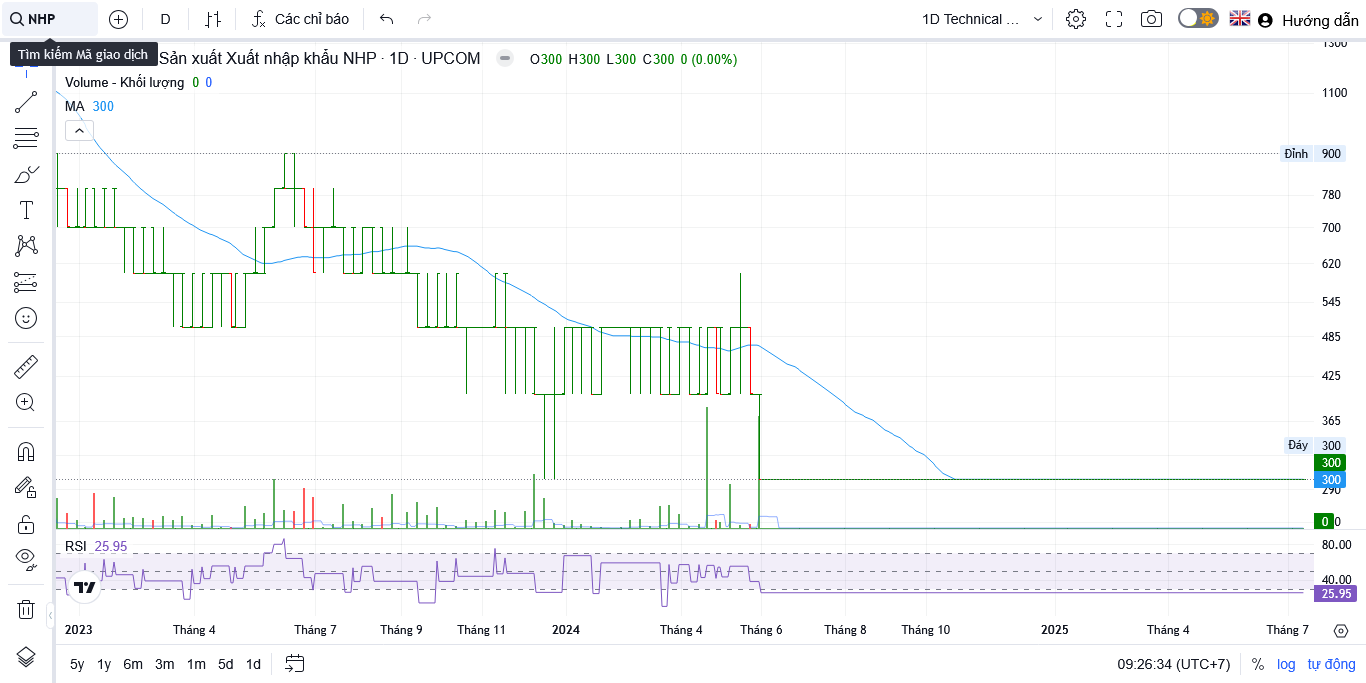 NHP D Các chỉ báo 1D Technical ... Hướng dẫn
Tìm kiếm Mã giao dịch
Sản xuất Xuất nhập khẩu NHP · 1D · UPCOM O300 H300 L300 C300 0 (0.00%)
Volume - Khối lượng 0 0
MA 300
1300
1100
Đỉnh 900
780
700
620
545
485
425
365
Đáy 300
300
300
290
0 0
RSI 25.95
80.00
40.00
25.95
2023 Tháng 4 Tháng 7 Tháng 9 Tháng 11 2024 Tháng 4 Tháng 6 Tháng 8 Tháng 10 2025 Tháng 4 Tháng 7
5y 1y 6m 3m 1m 5d 1d 09:26:34 (UTC+7) % log tự động